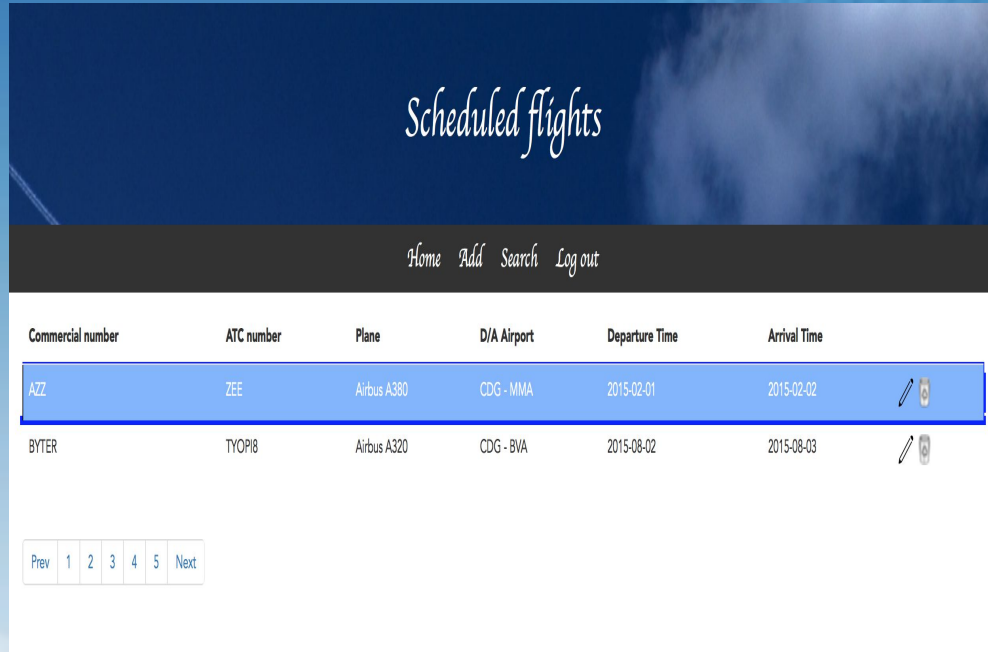 Scheduled flights
Home Add Search Log out
Commercial number ATC number Plane D/A Airport Departure Time Arrival Time
AZZ ZEE Airbus A380 CDG - MMA 2015-02-01 2015-02-02
BYTER TYOPI8 Airbus A320 CDG - BVA 2015-08-02 2015-08-03
Prev 1 2 3 4 5 Next